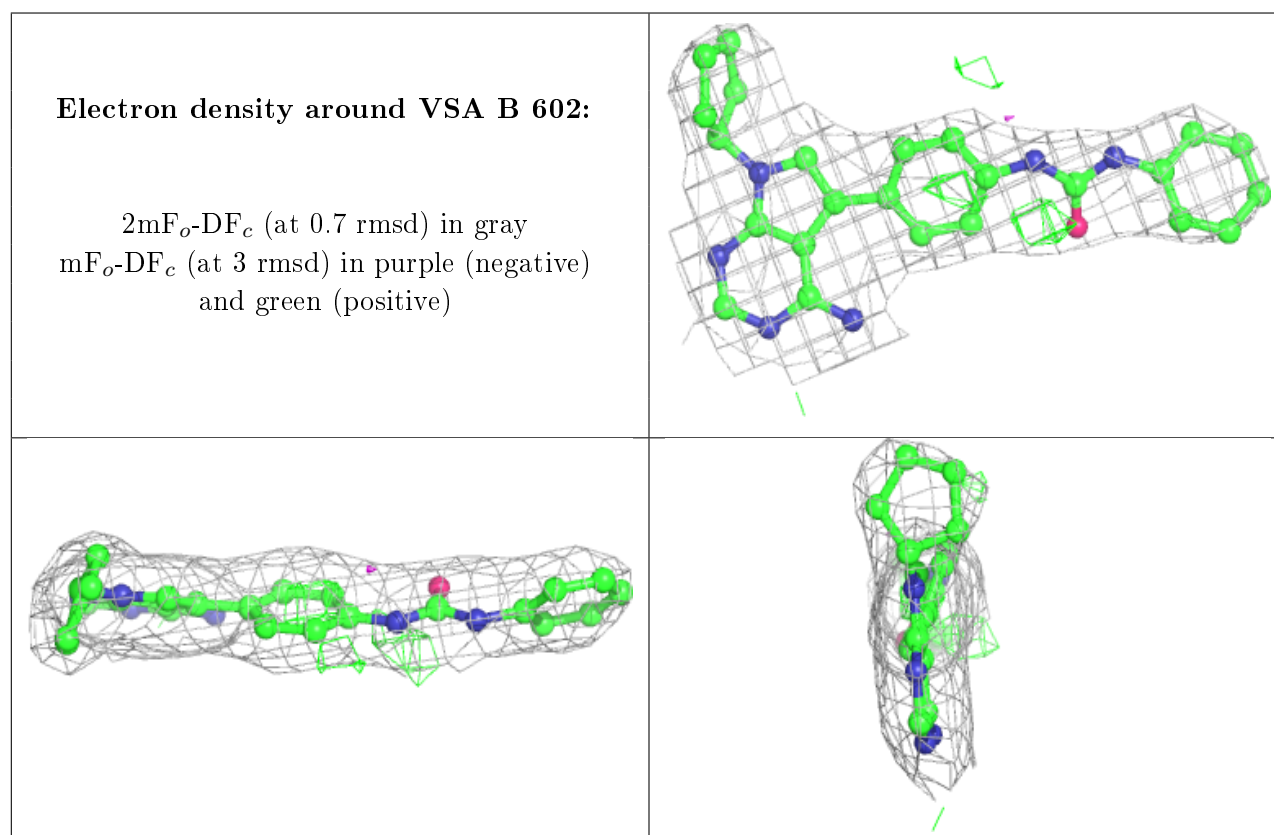 Electron density around VSA B 602:
2mFₒ-DF𝒸 (at 0.7 rmsd) in gray
mFₒ-DF𝒸 (at 3 rmsd) in purple (negative)
and green (positive)